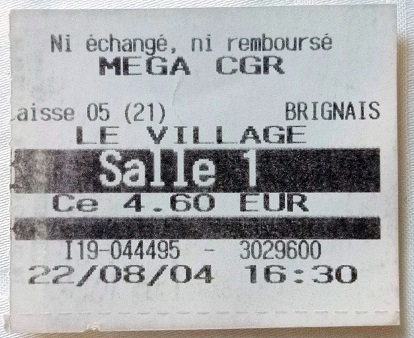 Ni échangé, ni remboursé
MEGA CGR
aisse 05 (21) BRIGNAIS
LE VILLAGE
Salle 1
Ce 4.60 EUR
I19-044495 - 3029600
22/08/04 16:30